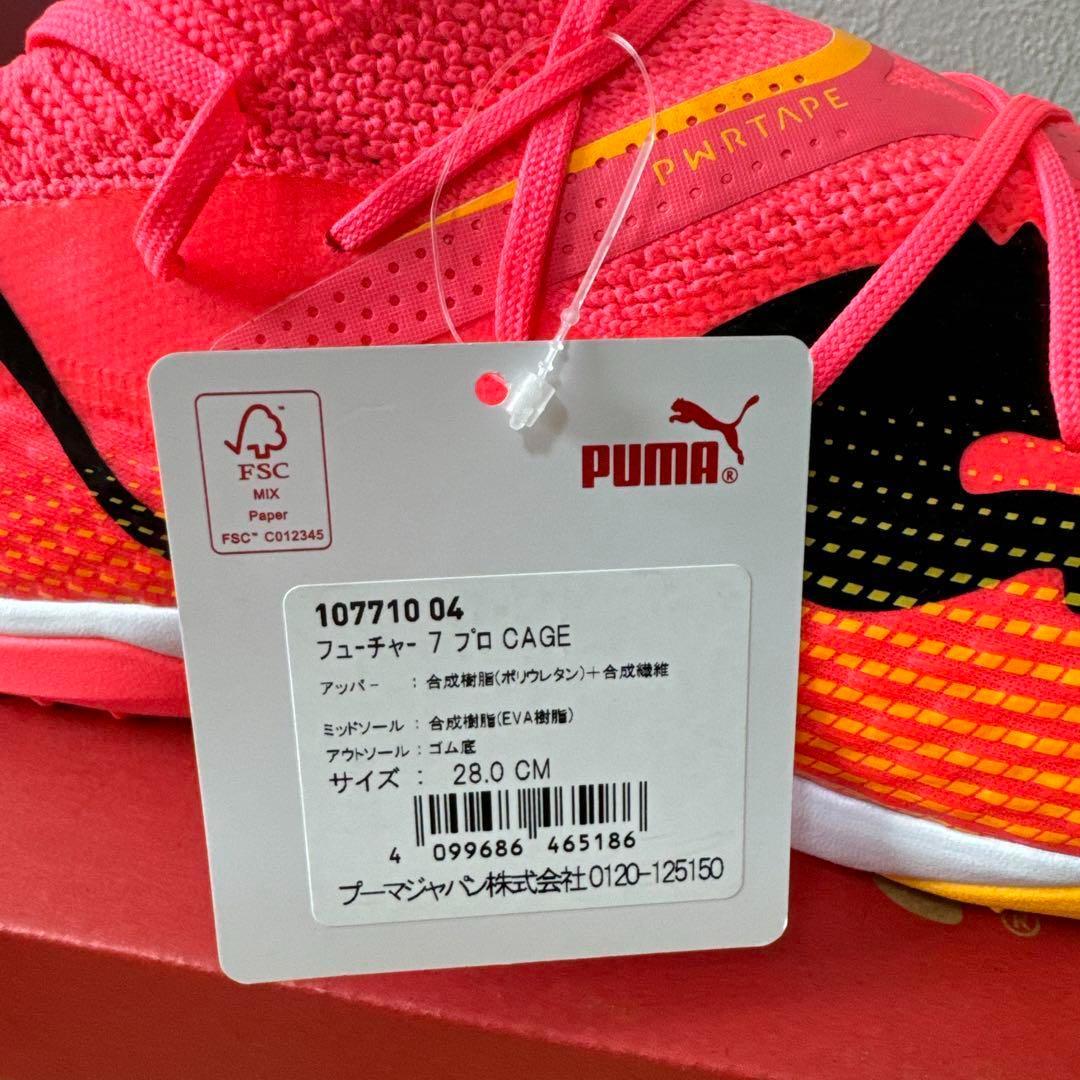 PWRTAPE
FSC™
MIX
Paper
FSC™ C012345
PUMA®
107710 04
フューチャー 7 プロ CAGE
アッパー : 合成樹脂(ポリウレタン)+合成繊維
ミッドソール : 合成樹脂(EVA樹脂)
アウトソール : ゴム底
サイズ : 28.0 CM
4 099686 465186
プーマジャパン株式会社0120-125150
®